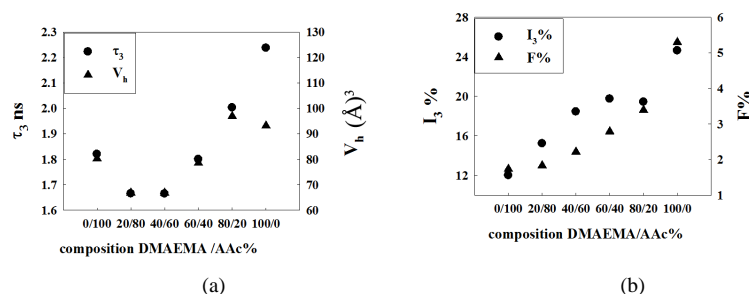 2.3
2.2
2.1
2.0
1.9
1.8
1.7
1.6
τ₃ ns
τ₃
Vₕ
130
120
110
100
90
80
70
60
Vₕ (Å)³
0/100 20/80 40/60 60/40 80/20 100/0
composition DMAEMA /AAc%
(a)
28
24
20
16
12
I₃ %
I₃%
F%
6
5
4
3
2
1
F%
0/100 20/80 40/60 60/40 80/20 100/0
composition DMAEMA/AAc%
(b)